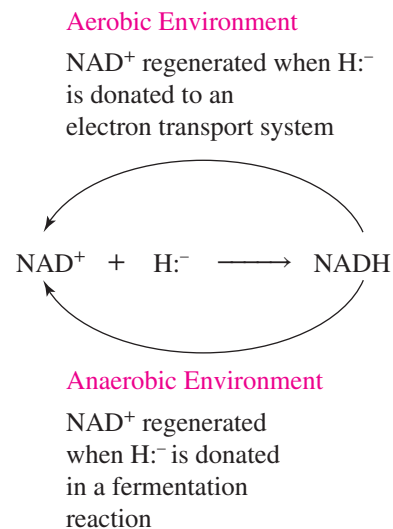 Aerobic Environment
NAD⁺ regenerated when H:⁻
is donated to an
electron transport system
NAD⁺ + H:⁻ ⟶ NADH
Anaerobic Environment
NAD⁺ regenerated
when H:⁻ is donated
in a fermentation
reaction